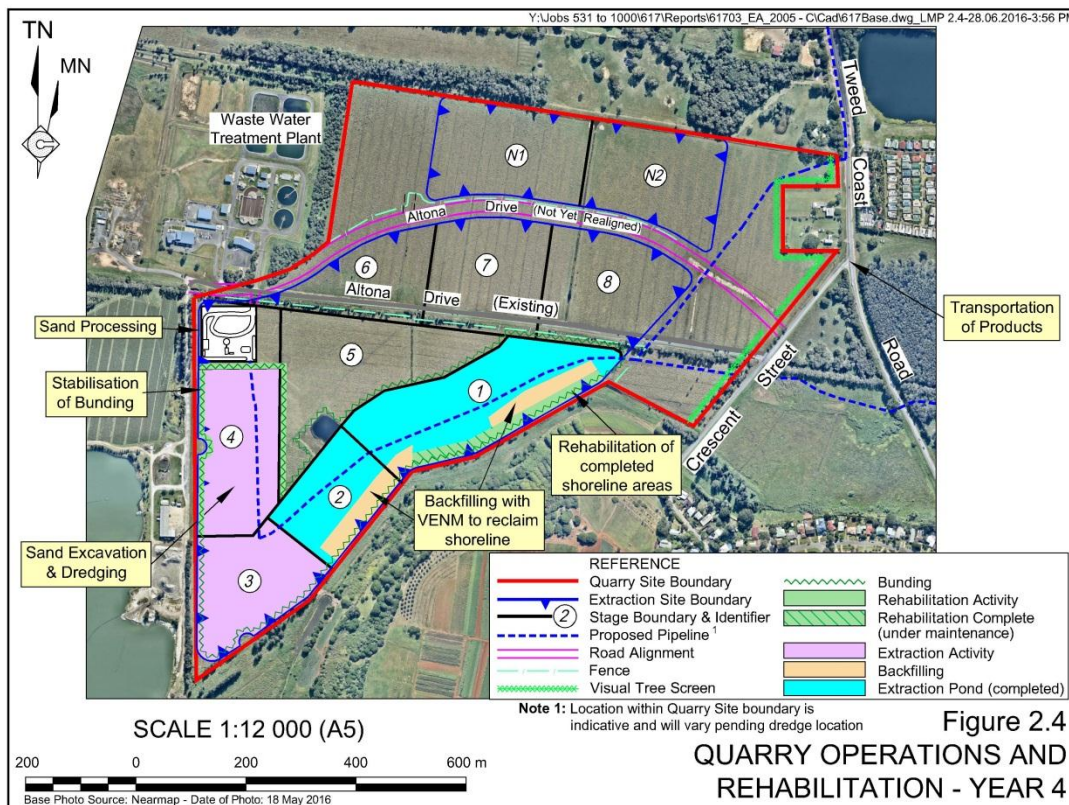 Y:\Jobs 531 to 1000\617\Reports\61703_EA_2005 - C\Cad\617Base.dwg_LMP 2.4-28.06.2016-3:56 PM
TN
MN
Waste Water
Treatment Plant
Tweed
Coast
Road
N1
N2
Altona Drive (Not Yet Realigned)
6
7
8
Altona Drive (Existing)
Sand Processing
Stabilisation
of Bunding
5
4
1
2
3
Transportation
of Products
Crescent Street
Rehabilitation of
completed
shoreline areas
Backfilling with
VENM to reclaim
shoreline
Sand Excavation
& Dredging
REFERENCE
Quarry Site Boundary
Extraction Site Boundary
2 Stage Boundary & Identifier
Proposed Pipeline 1
Road Alignment
Fence
Visual Tree Screen
Bunding
Rehabilitation Activity
Rehabilitation Complete
(under maintenance)
Extraction Activity
Backfilling
Extraction Pond (completed)
Note 1: Location within Quarry Site boundary is
indicative and will vary pending dredge location
SCALE 1:12 000 (A5)
200 0 200 400 600 m
Base Photo Source: Nearmap - Date of Photo: 18 May 2016
Figure 2.4
QUARRY OPERATIONS AND
REHABILITATION - YEAR 4